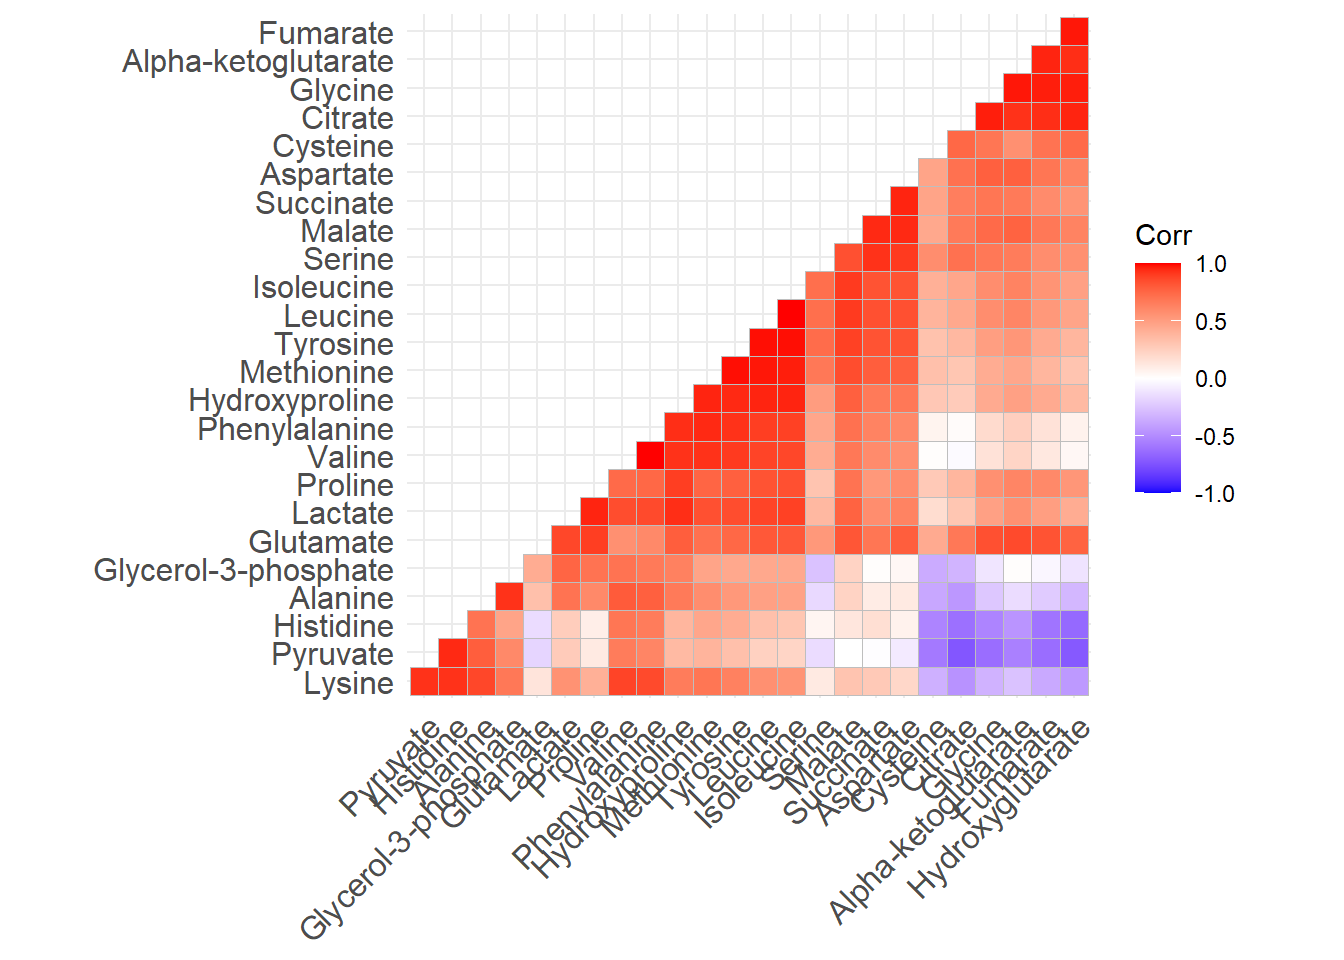 Fumarate
Alpha-ketoglutarate
Glycine
Citrate
Cysteine
Aspartate
Succinate
Malate
Serine
Isoleucine
Leucine
Tyrosine
Methionine
Hydroxyproline
Phenylalanine
Valine
Proline
Lactate
Glutamate
Glycerol-3-phosphate
Alanine
Histidine
Pyruvate
Lysine
Pyruvate
Histidine
Alanine
Glycerol-3-phosphate
Glutamate
Lactate
Proline
Valine
Phenylalanine
Hydroxyproline
Methionine
Tyrosine
Leucine
Isoleucine
Serine
Malate
Succinate
Aspartate
Cysteine
Citrate
Glycine
Alpha-ketoglutarate
Fumarate
Hydroxyglutarate
Corr
1.0
0.5
0.0
-0.5
-1.0